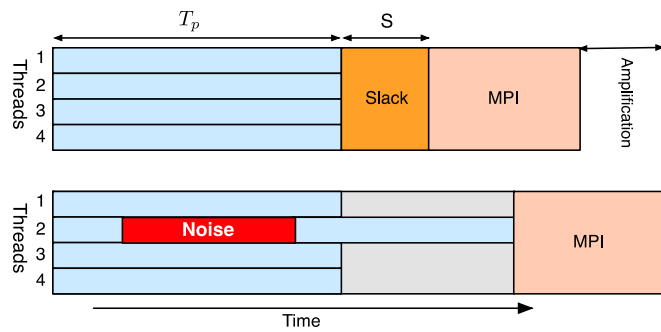 T_p
S
Threads
1
2
3
4
Slack
MPI
Amplification
Threads
1
2
3
4
Noise
MPI
Time